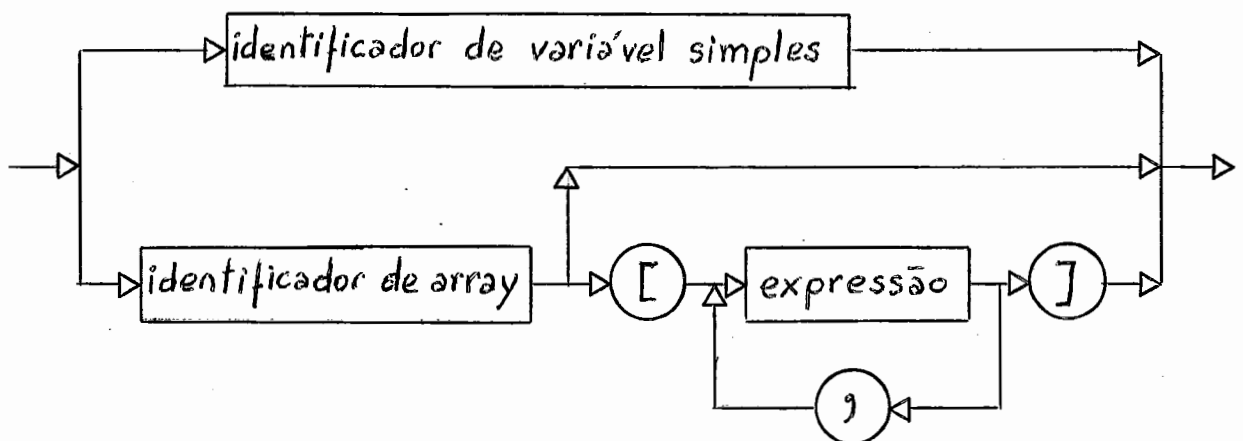 identificador de variável simples
identificador de array [ expressão ]
,